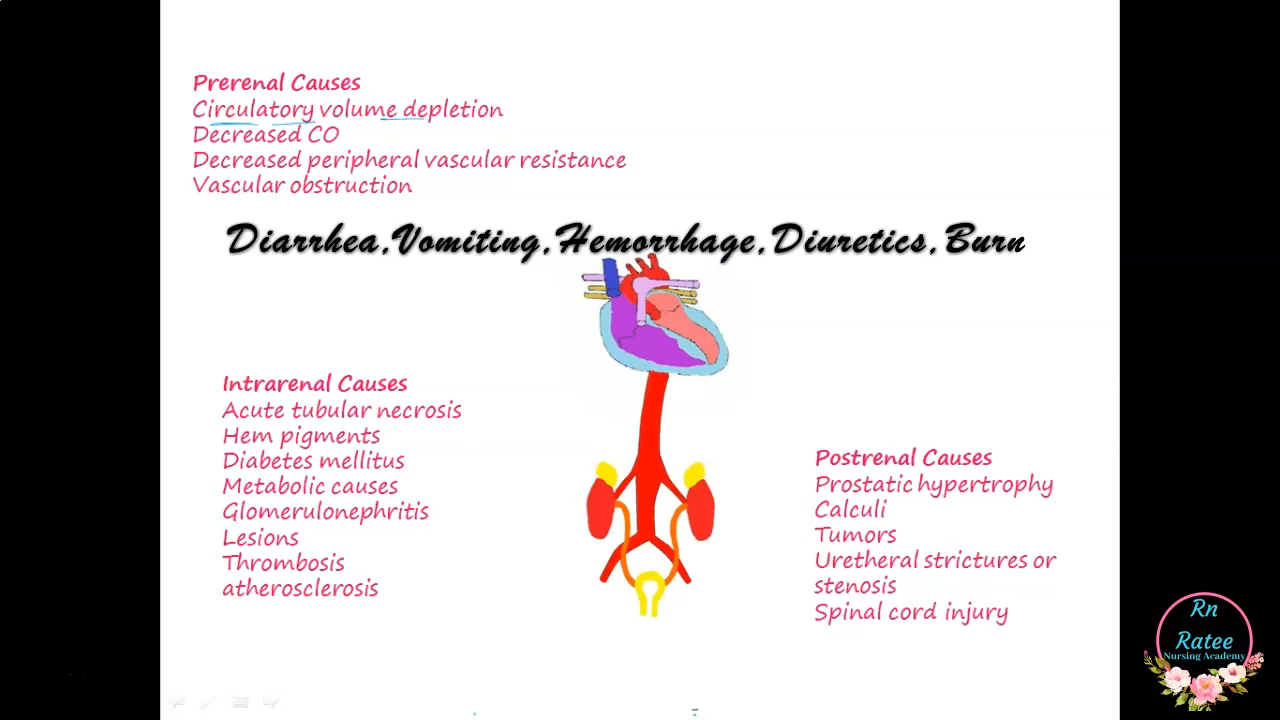 Prerenal Causes
Circulatory volume depletion
Decreased CO
Decreased peripheral vascular resistance
Vascular obstruction
Diarrhea,Vomiting,Hemorrhage,Diuretics,Burn
Intrarenal Causes
Acute tubular necrosis
Hem pigments
Diabetes mellitus
Metabolic causes
Glomerulonephritis
Lesions
Thrombosis
atherosclerosis
Postrenal Causes
Prostatic hypertrophy
Calculi
Tumors
Uretheral strictures or
stenosis
Spinal cord injury
Rn
Ratee
Nursing Academy